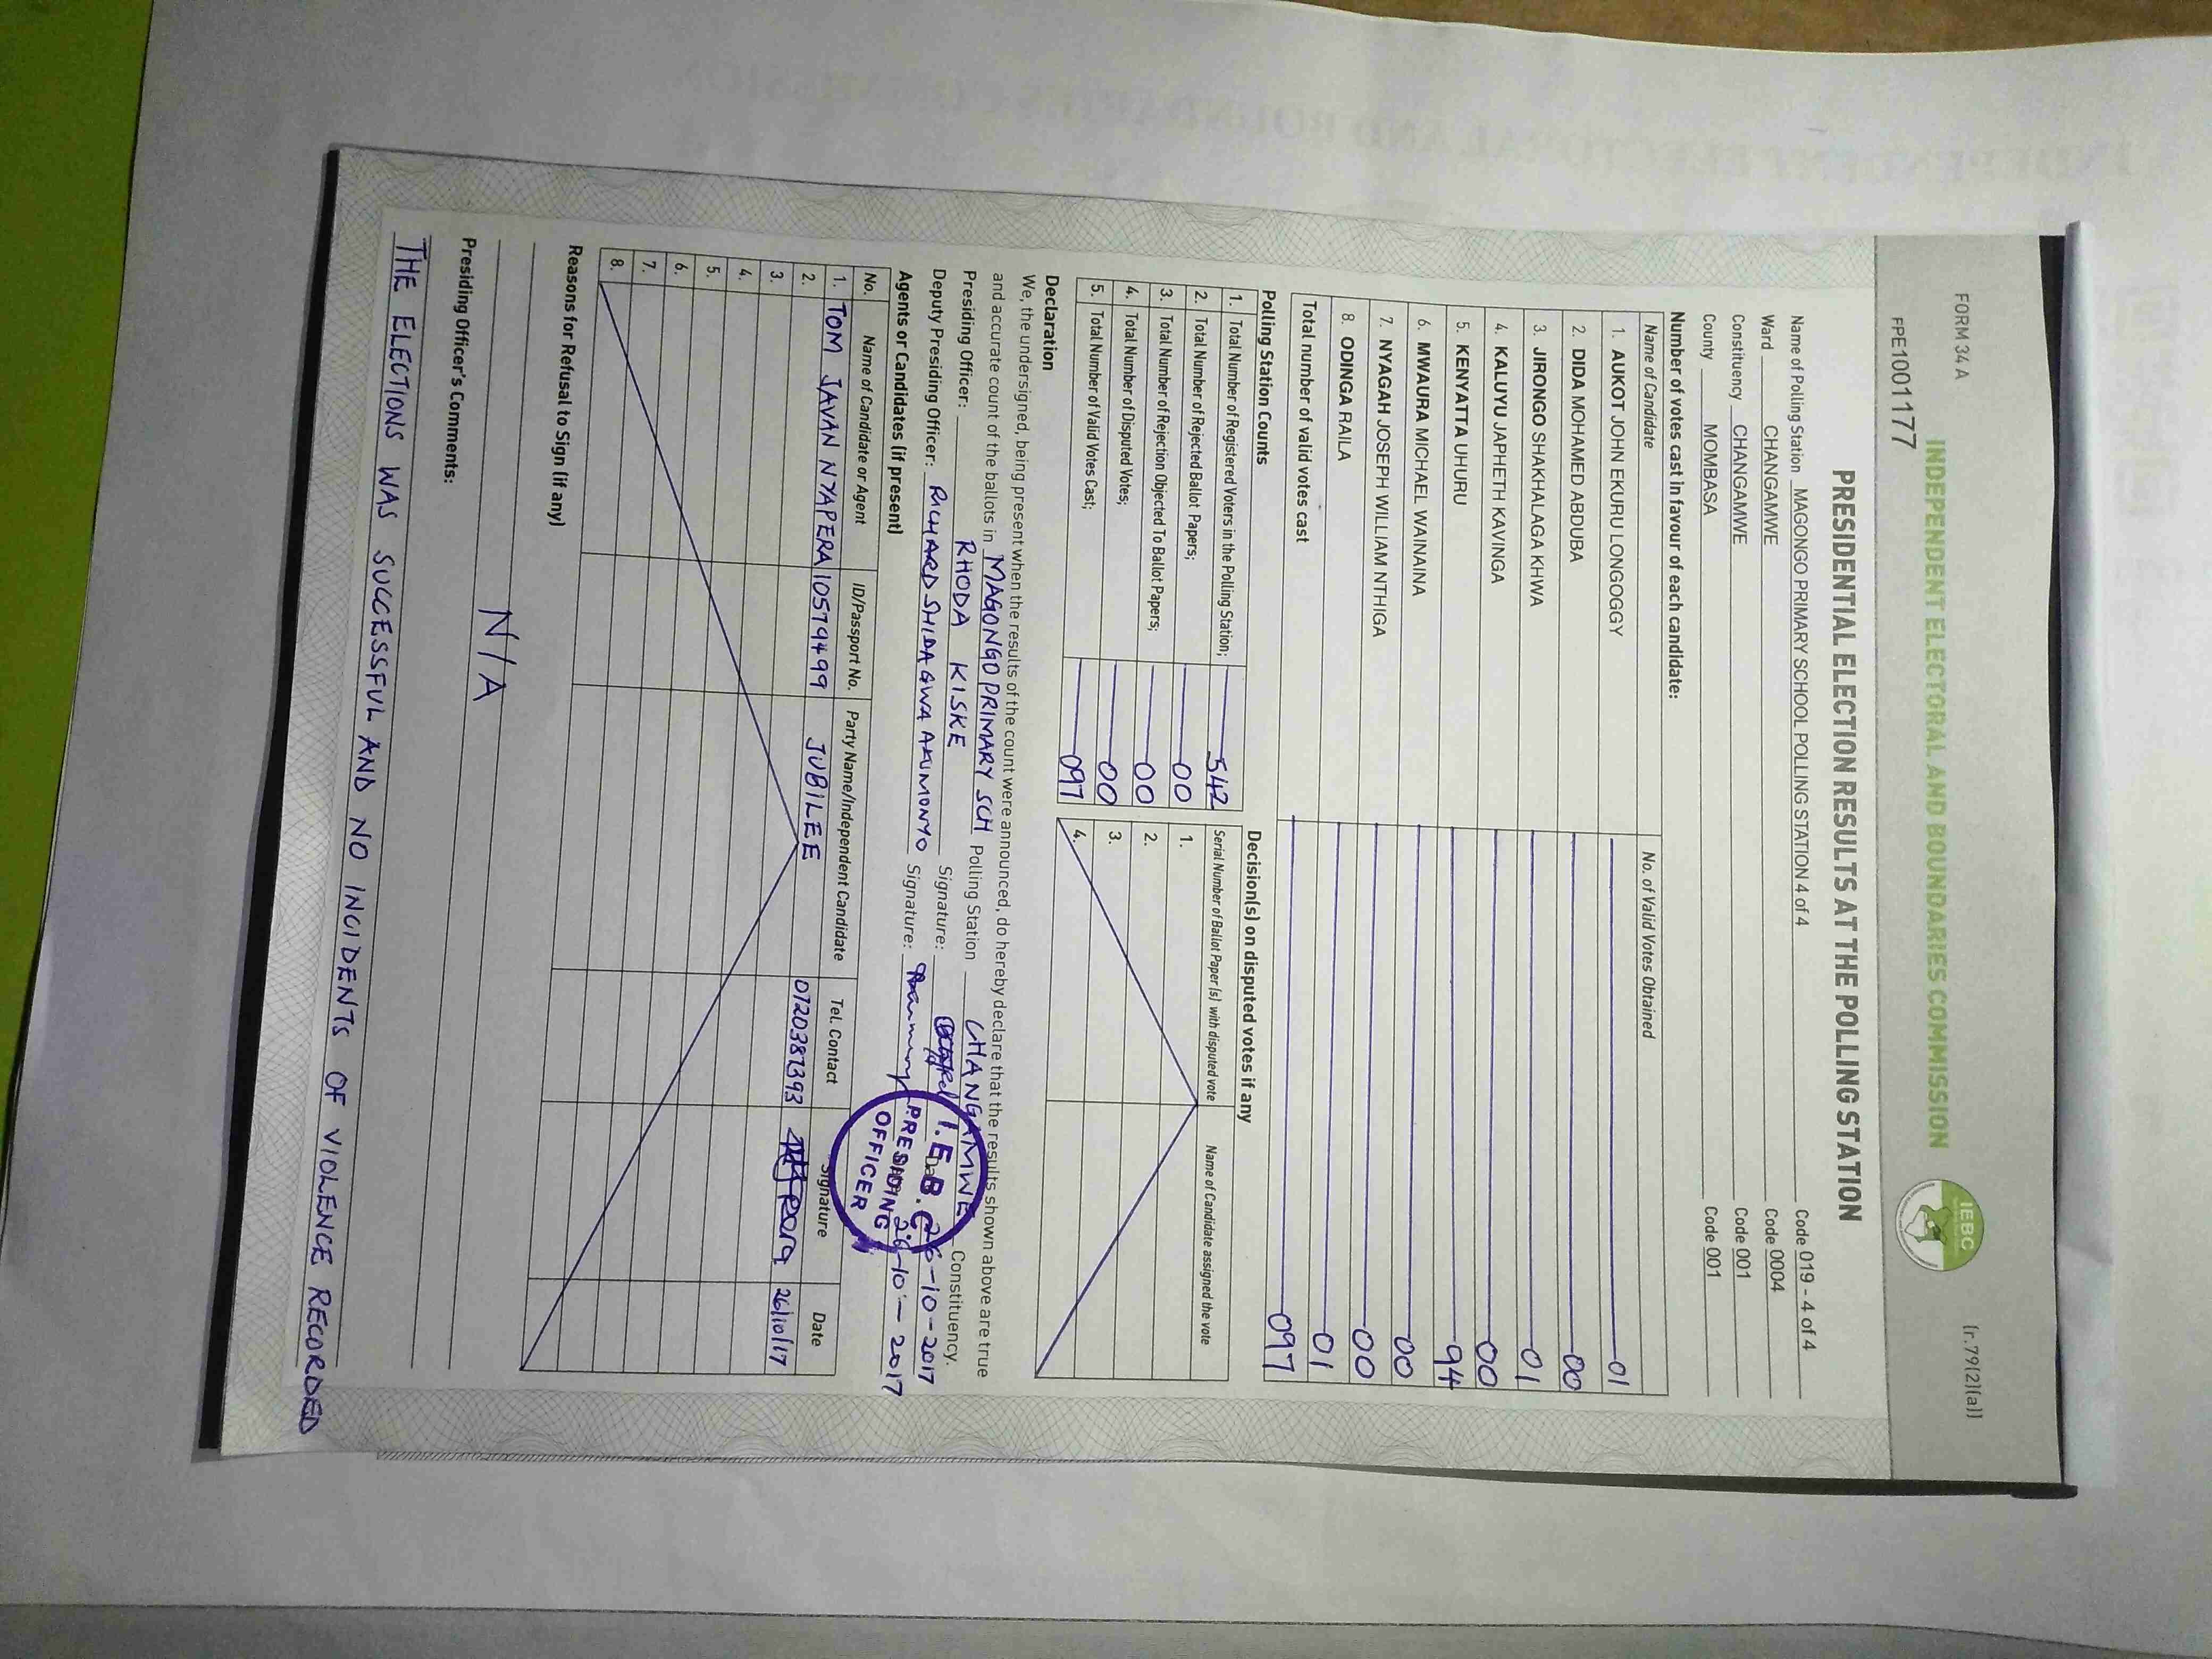 FORM 34A
(r.79(2)(a))
INDEPENDENT ELECTORAL AND BOUNDARIES COMMISSION
IEBC
FPE1001177
PRESIDENTIAL ELECTION RESULTS AT THE POLLING STATION
Name of Polling Station MAGONGO PRIMARY SCHOOL POLLING STATION 4 of 4 Code 019 - 4 of 4
Ward CHANGAMWE Code 0004
Constituency CHANGAMWE Code 001
County MOMBASA Code 001
Number of votes cast in favour of each candidate:
Name of Candidate No. of Valid Votes Obtained
1. AUKOT JOHN EKURU LONGOGGY 01
2. DIDA MOHAMED ABDUBA 00
3. JIRONGO SHAKHALAGA KHWA 01
4. KALUYU JAPHETH KAVINGA 00
5. KENYATTA UHURU 94
6. MWAURA MICHAEL WAINAINA 00
7. NYAGAH JOSEPH WILLIAM NTHIGA 00
8. ODINGA RAILA 01
Total number of valid votes cast 097
Polling Station Counts
1. Total Number of Registered Voters in the Polling Station; 542
2. Total Number of Rejected Ballot Papers; 00
3. Total Number of Rejection Objected To Ballot Papers; 00
4. Total Number of Disputed Votes; 00
5. Total Number of Valid Votes Cast; 097
Decision(s) on disputed votes if any
Serial Number of Ballot Paper (s) with disputed vote Name of Candidate assigned the vote
1.
2.
3.
4.
Declaration
We, the undersigned, being present when the results of the count were announced, do hereby declare that the results shown above are true
and accurate count of the ballots in MAGONGO PRIMARY SCH Polling Station CHANGAMWE Constituency.
Presiding Officer: RHODA KISKE Signature: 26-10-2017
Deputy Presiding Officer: RICHARD SHIDAGWA AKUMONYO Signature: 26-10-2017
I.E.B.C.
PRESIDING
OFFICER
Agents or Candidates (if present)
No. Name of Candidate or Agent ID/Passport No. Party Name/Independent Candidate Tel. Contact Signature Date
1. TOM JAVAN NYAPERA 10579499 JUBILEE 0720387393 26/10/17
2.
3.
4.
5.
6.
7.
8.
Reasons for Refusal to Sign (if any)
N/A
Presiding Officer's Comments:
THE ELECTIONS WAS SUCCESSFUL AND NO INCIDENTS OF VIOLENCE RECORDED